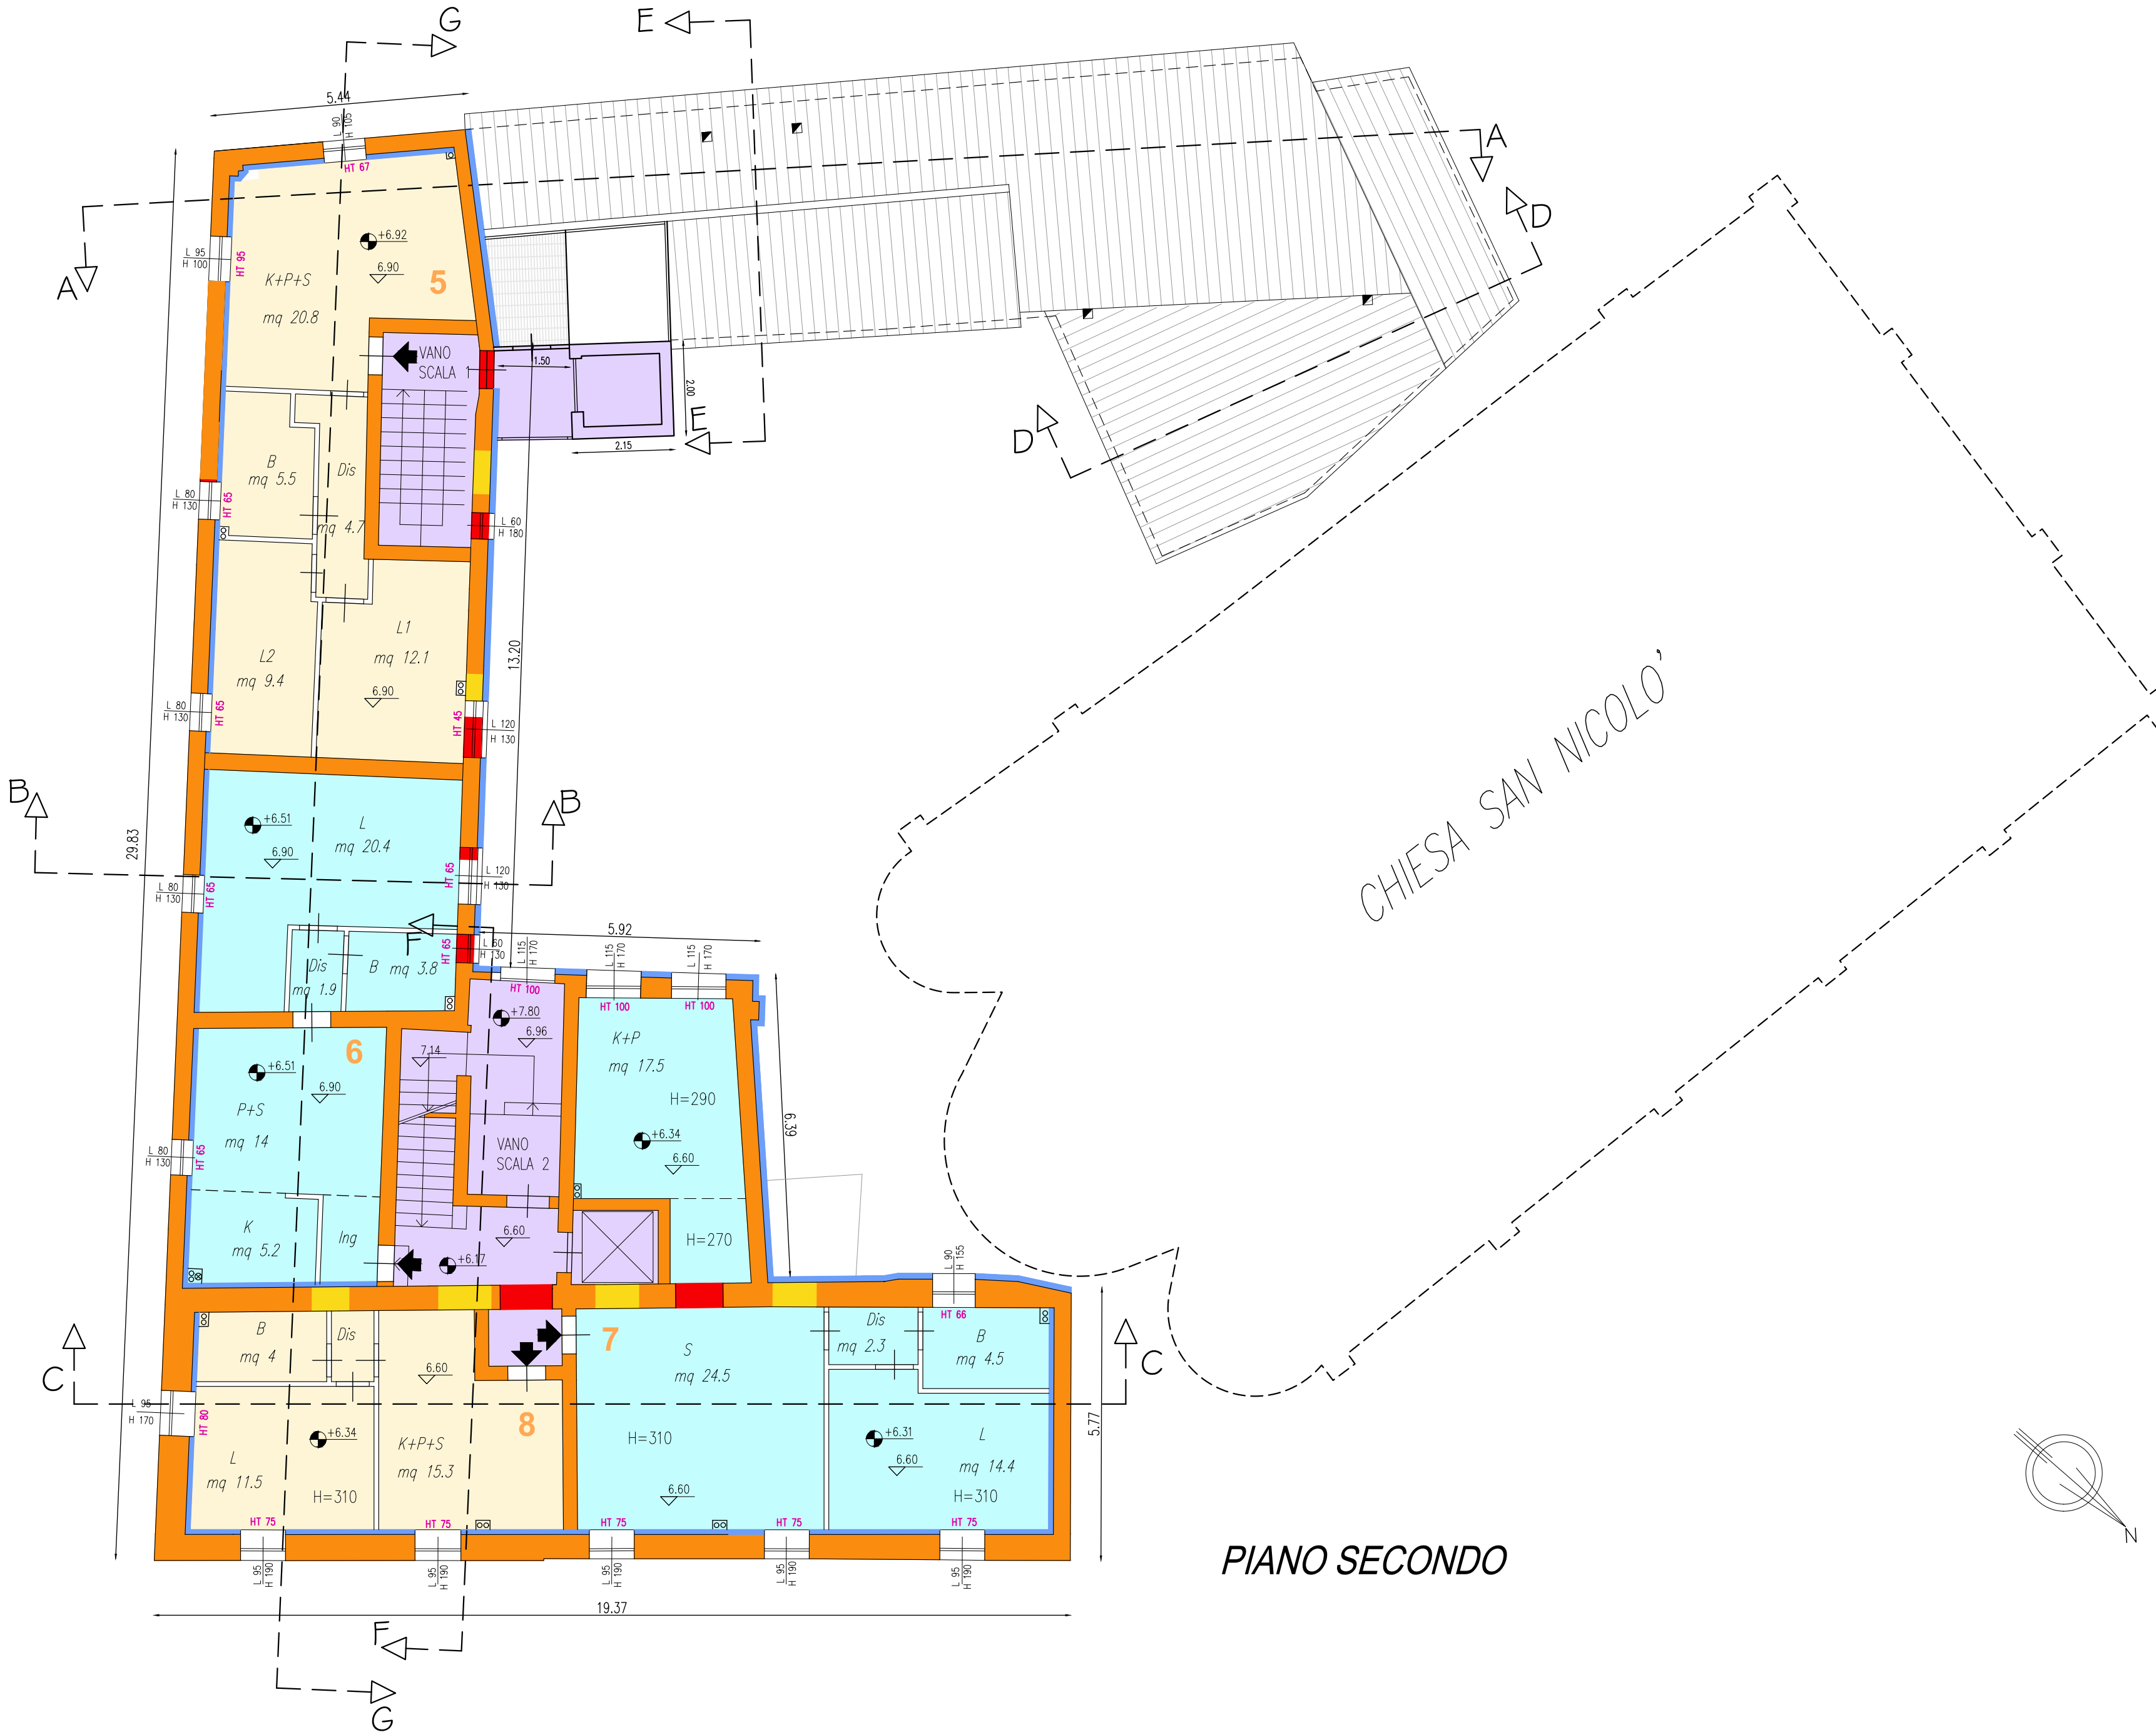 G
E
5.44
L 90
H 105
HT 67
A
D
+6.92
6.90
5
L 95
H 100
HT 95
K+P+S
mq 20.8
A
VANO
SCALA 1
1.50
2.00
E
2.15
D
B
mq 5.5
Dis
mq 4.7
L 80
H 130
HT 65
L 60
H 180
L1
mq 12.1
L2
mq 9.4
6.90
13.20
L 80
H 130
HT 65
HT 45
L 120
H 130
CHIESA SAN NICOLO'
B
B
+6.51
6.90
L
mq 20.4
29.83
L 80
H 130
HT 65
HT 65
L 120
H 130
F
HT 65
L 60
H 130
5.92
L 115
H 170
L 115
H 170
L 115
H 170
Dis
mq 1.9
B mq 3.8
HT 100
HT 100
HT 100
+7.80
6.96
7.14
6
+6.51
6.90
K+P
mq 17.5
H=290
P+S
mq 14
L 80
H 130
HT 65
+6.34
6.60
6.39
VANO
SCALA 2
K
mq 5.2
Ing
6.60
+6.17
H=270
L 90
H 155
HT 66
B
mq 4
Dis
6.60
7
S
mq 24.5
Dis
mq 2.3
B
mq 4.5
C
C
L 95
H 170
HT 80
5.77
8
+6.34
L
mq 11.5
H=310
K+P+S
mq 15.3
H=310
6.60
+6.31
6.60
L
mq 14.4
H=310
HT 75
HT 75
HT 75
HT 75
HT 75
L 95
H 190
L 95
H 190
L 95
H 190
L 95
H 190
L 95
H 190
N
PIANO SECONDO
19.37
F
G